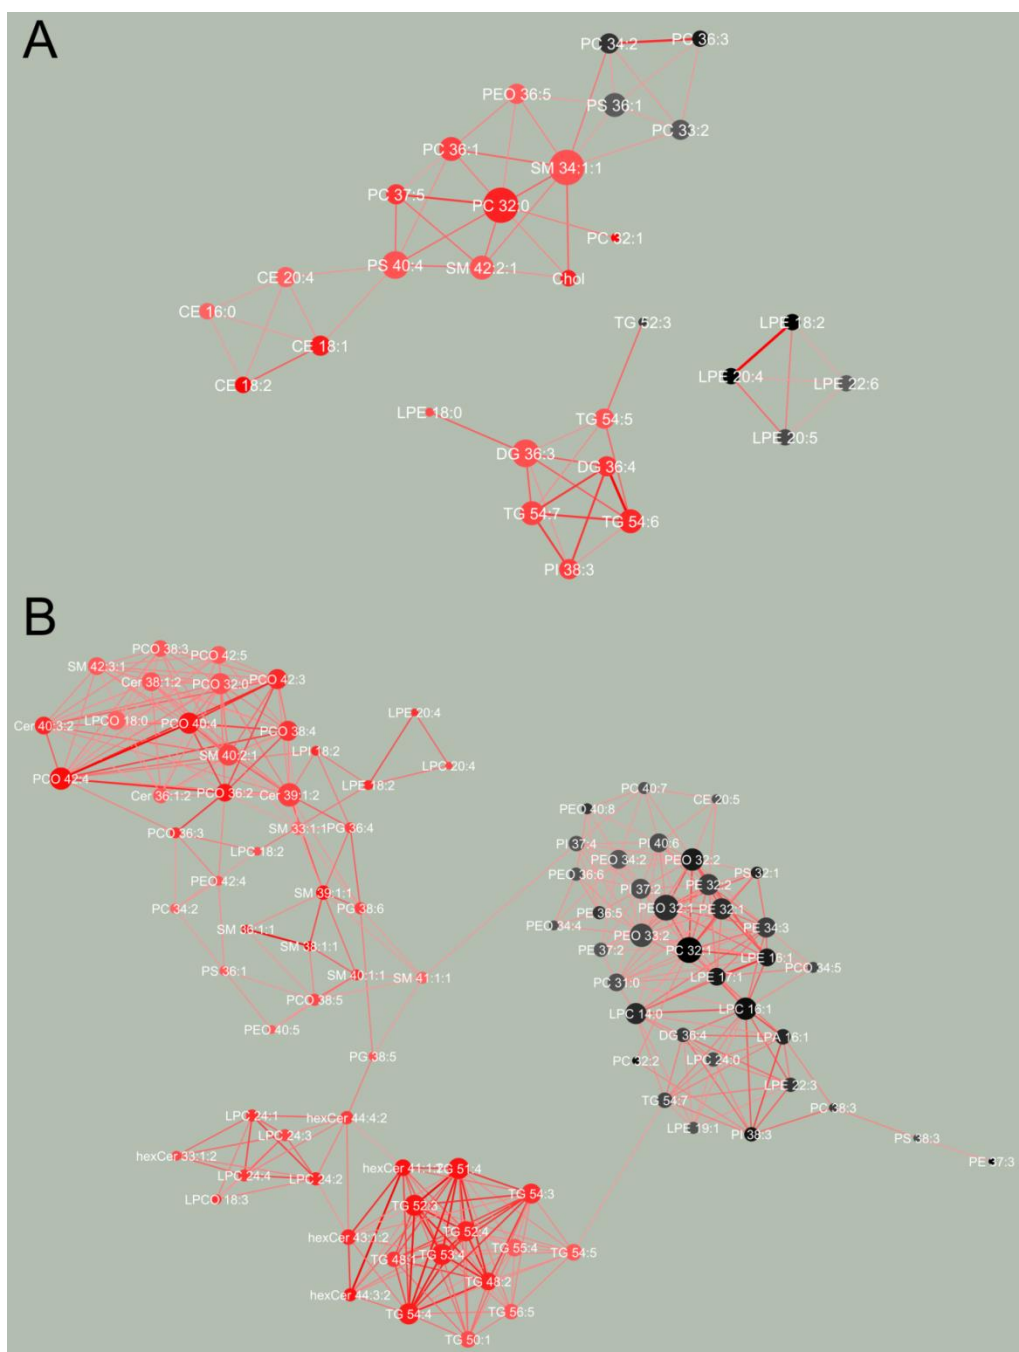 A
PC 34:2
PC 36:3
PEO 36:5
PS 36:1
PC 33:2
PC 36:1
SM 34:1:1
PC 37:5
PC 32:0
PC 32:1
PS 40:4
SM 42:2:1
Chol
CE 20:4
CE 16:0
CE 18:1
CE 18:2
TG 52:3
LPE 18:2
LPE 20:4
LPE 22:6
LPE 20:5
LPE 18:0
TG 54:5
DG 36:3
DG 36:4
TG 54:7
TG 54:6
PI 38:3
B
PCO 38:3
PCO 42:5
SM 42:3:1
Cer 38:1:2
PCO 32:0
PCO 42:3
Cer 40:3:2
LPCO 18:0
PCO 40:4
PCO 38:4
SM 40:2:1
LPI 18:2
PCO 42:4
Cer 36:1:2
PCO 36:2
Cer 39:1:2
LPE 20:4
LPC 20:4
LPE 18:2
PCO 36:3
SM 33:1:1
PG 36:4
LPC 18:2
PEO 42:4
SM 39:1:1
PC 34:2
PG 38:6
SM 36:1:1
SM 38:1:1
PS 36:1
SM 40:1:1
SM 41:1:1
PCO 38:5
PEO 40:5
PG 38:5
PC 40:7
CE 20:5
PEO 40:8
PI 37:4
PI 40:6
PEO 34:2
PEO 32:2
PEO 36:6
PI 37:2
PE 32:2
PS 32:1
PE 36:5
PEO 32:1
PE 32:1
PEO 34:4
PEO 33:2
PE 34:3
PE 37:2
PC 32:1
LPE 16:1
PCO 34:5
PC 31:0
LPE 17:1
LPC 14:0
LPC 16:1
DG 36:4
LPA 16:1
PC 32:2
LPC 24:0
LPE 22:3
TG 54:7
PC 38:3
LPE 19:1
PI 38:3
PS 38:3
PE 37:3
LPC 24:1
hexCer 44:4:2
LPC 24:3
hexCer 33:1:2
LPC 24:4
LPC 24:2
LPCO 18:3
hexCer 41:1:2
TG 51:4
TG 52:3
TG 54:3
TG 52:4
hexCer 43:1:2
TG 53:4
TG 55:4
TG 54:5
TG 48:2
hexCer 44:3:2
TG 54:4
TG 56:5
TG 50:1